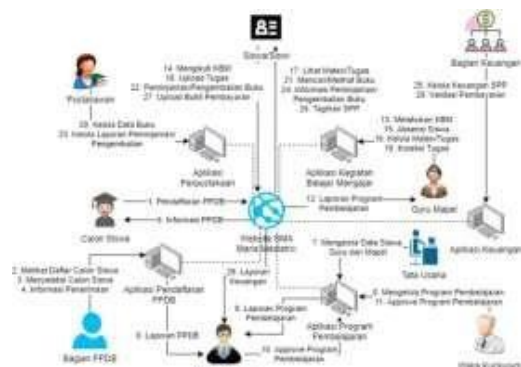 Siswa/Siswi
Bagian Keuangan
14. Mengikuti KBM
16. Upload Tugas
22. Peminjaman/Pengembalian Buku
27. Upload Bukti Pembayaran
17. Lihat Materi/Tugas
21. Mencari/Melihat Buku
24. Informasi Peminjaman
Pengembalian Buku
26. Tagihan SPP
25. Kelola Keuangan SPP
28. Validasi Pembayaran
Pustakawan
20. Kelola Data Buku
23. Kelola Laporan Peminjaman
Pengembalian
Aplikasi
Perpustakaan
Aplikasi Kegiatan
Belajar Mengajar
13. Melakukan KBM
15. Absensi Siswa
18. Kelola Materi/Tugas
19. Koreksi Tugas
Guru Mapel
1. Pendaftaran PPDB
5. Informasi PPDB
Calon Siswa
12. Laporan Program
Pembelajaran
Website SMA
Aplikasi Keuangan
2. Melihat Daftar Calon Siswa
3. Menyeleksi Calon Siswa
4. Informasi Penerimaan
Aplikasi Pendaftaran
PPDB
7. Mengelola Data Siswa,
Guru dan Mapel
Tata Usaha
29. Laporan
Keuangan
9. Laporan Program
Pembelajaran
Aplikasi Program
Pembelajaran
8. Mengelola Program Pembelajaran
11. Approve Program Pembelajaran
Bagian PPDB
6. Laporan PPDB
10. Approve Program
Pembelajaran